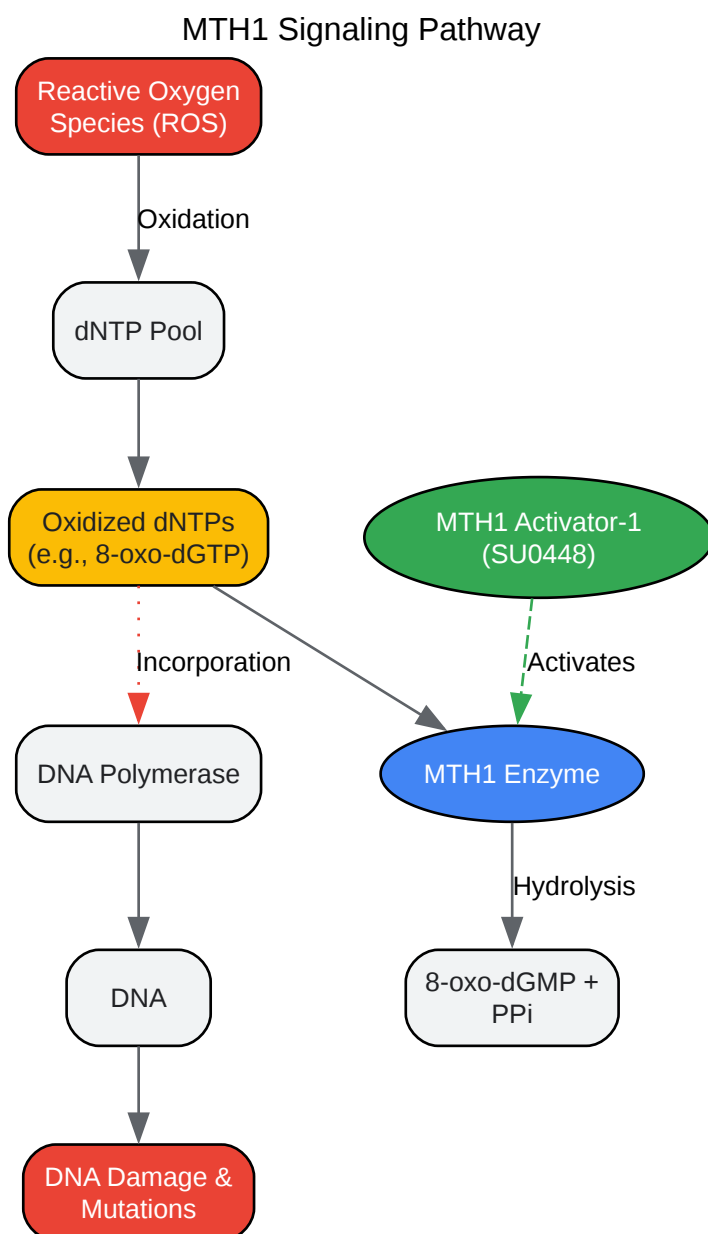 MTH1 Signaling Pathway
Reactive Oxygen
Species (ROS)
Oxidation
dNTP Pool
Oxidized dNTPs
(e.g., 8-oxo-dGTP)
MTH1 Activator-1
(SU0448)
Incorporation
Activates
DNA Polymerase
MTH1 Enzyme
Hydrolysis
DNA
8-oxo-dGMP +
PPi
DNA Damage &
Mutations